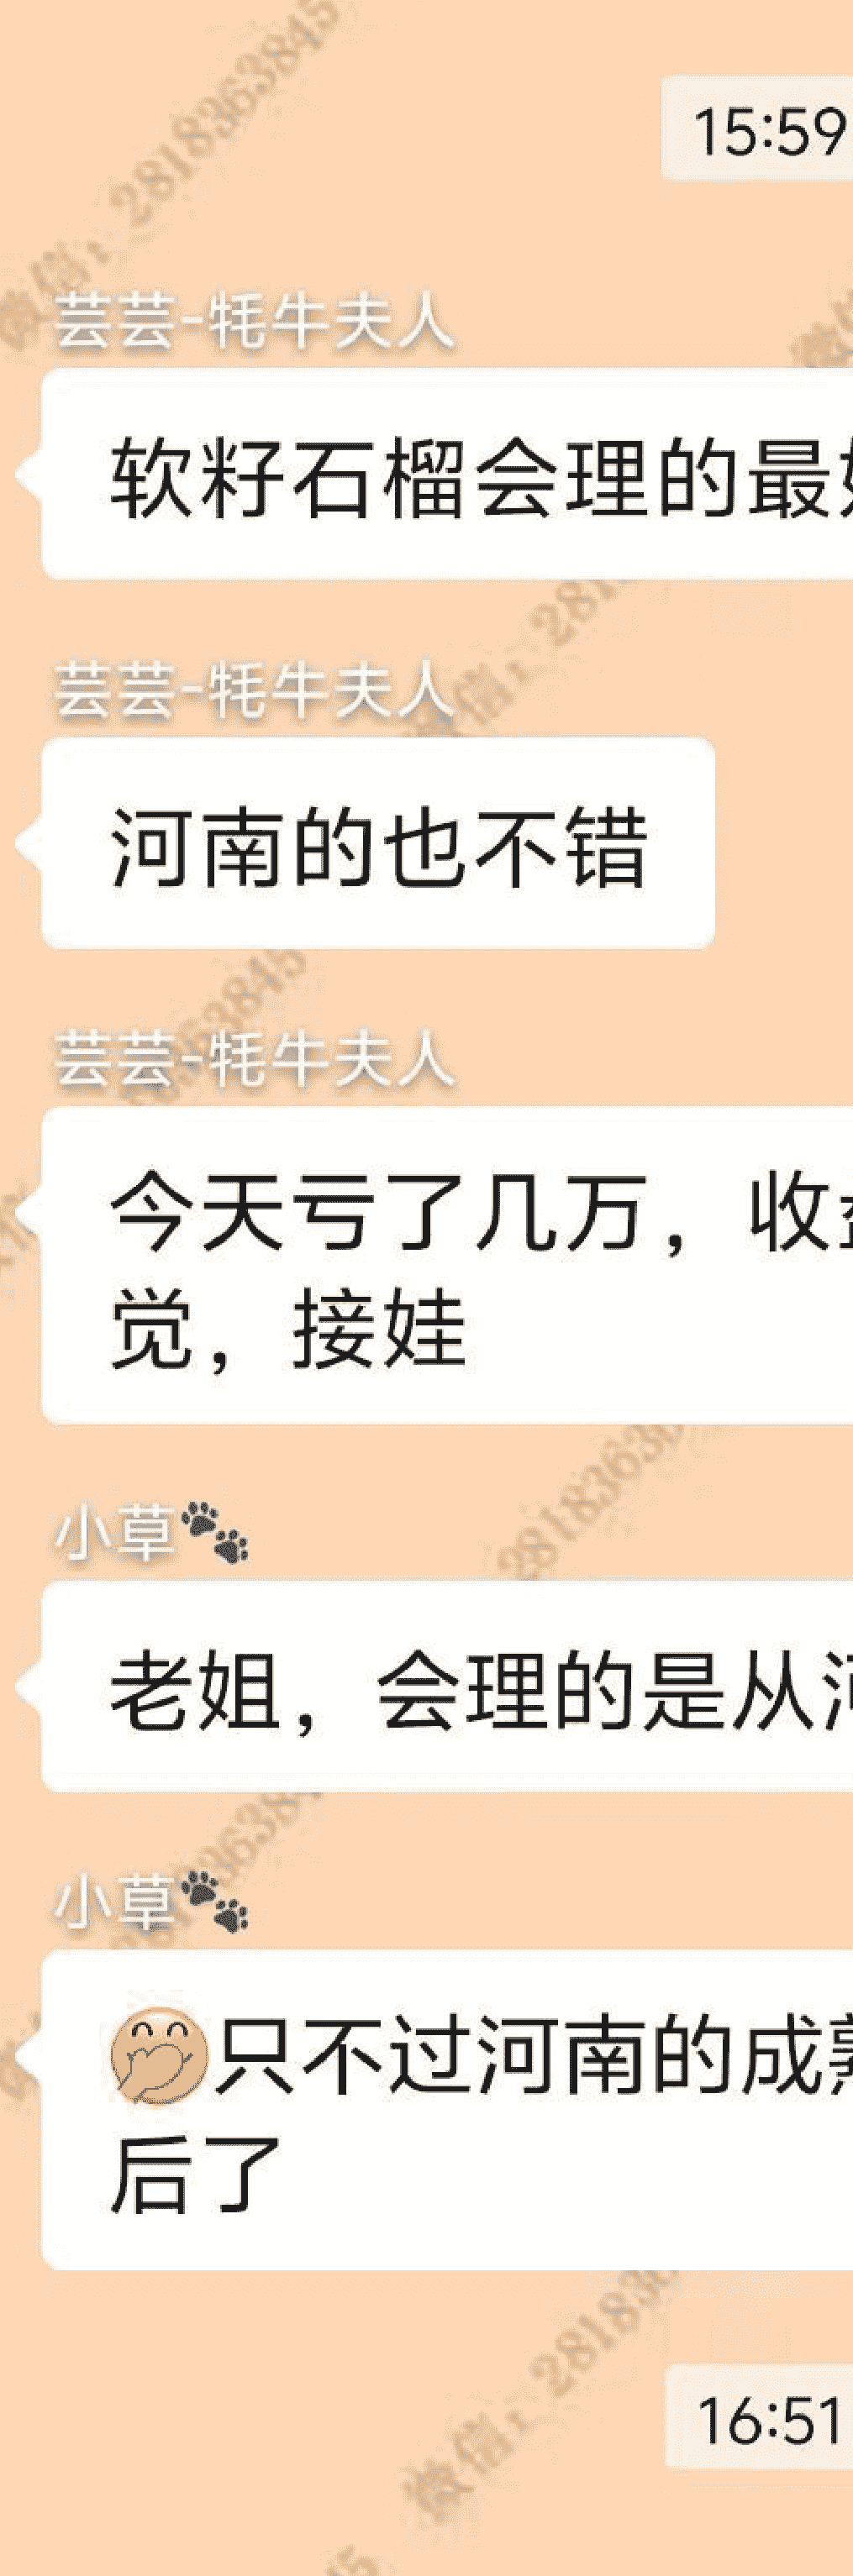 微信：2818363845
15:59
芸芸-牦牛夫人
软籽石榴会理的最
芸芸-牦牛夫人
河南的也不错
芸芸-牦牛夫人
今天亏了几万，收
觉，接娃
小草🐾
老姐，会理的是从
小草🐾
🤭只不过河南的成
后了
16:51